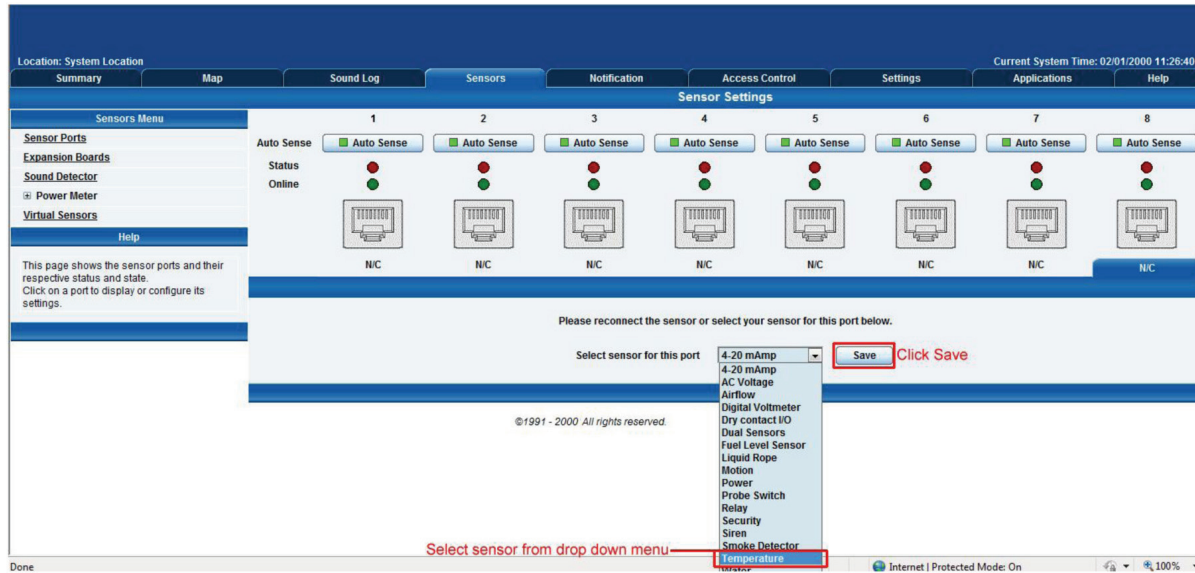 Location: System Location
Current System Time: 02/01/2000 11:26:40
Summary Map Sound Log Sensors Notification Access Control Settings Applications Help
Sensor Settings
Sensors Menu
Sensor Ports
Expansion Boards
Sound Detector
Power Meter
Virtual Sensors
Help
This page shows the sensor ports and their
respective status and state.
Click on a port to display or configure its
settings.
1 2 3 4 5 6 7 8
Auto Sense Auto Sense Auto Sense Auto Sense Auto Sense Auto Sense Auto Sense Auto Sense Auto Sense
Status
Online
N/C N/C N/C N/C N/C N/C N/C N/C
Please reconnect the sensor or select your sensor for this port below.
Select sensor for this port 4-20 mAmp Save Click Save
4-20 mAmp
AC Voltage
Airflow
Digital Voltmeter
Dry contact I/O
Dual Sensors
Fuel Level Sensor
Liquid Rope
Motion
Power
Probe Switch
Relay
Security
Siren
Smoke Detector
Temperature
Water
©1991 - 2000 All rights reserved.
Select sensor from drop down menu
Done
Internet | Protected Mode: On
100%